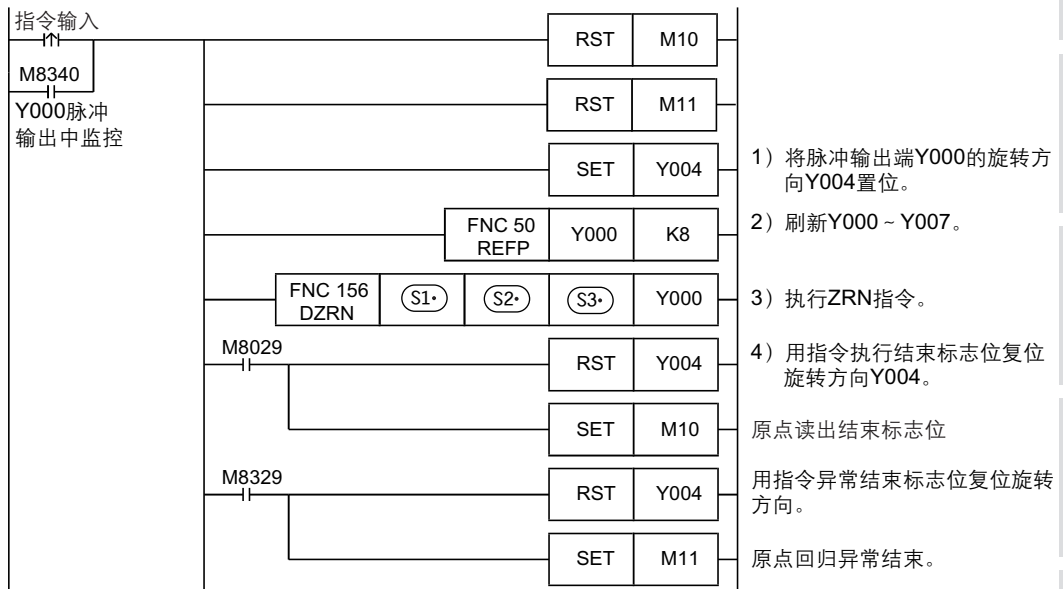 指令输入
RST M10
M8340
Y000脉冲
输出中监控
RST M11
SET Y004
1）将脉冲输出端Y000的旋转方
向Y004置位。
FNC 50
REFP
Y000 K8
2）刷新Y000～Y007。
FNC 156
DZRN
S1· S2· S3· Y000
3）执行ZRN指令。
M8029
RST Y004
4）用指令执行结束标志位复位
旋转方向Y004。
SET M10
原点读出结束标志位
M8329
RST Y004
用指令异常结束标志位复位旋转
方向。
SET M11
原点回归异常结束。